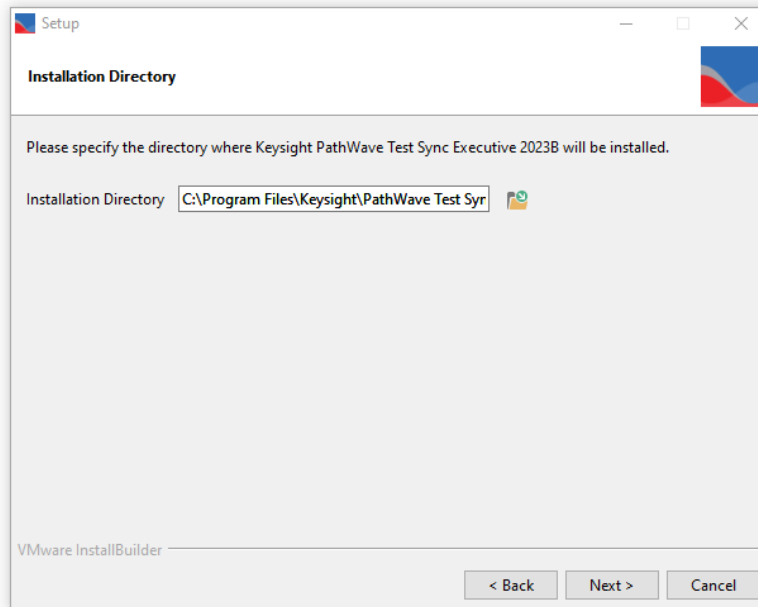 Setup
Installation Directory
Please specify the directory where Keysight PathWave Test Sync Executive 2023B will be installed.
Installation Directory C:\Program Files\Keysight\PathWave Test Syn
VMware InstallBuilder
< Back Next > Cancel